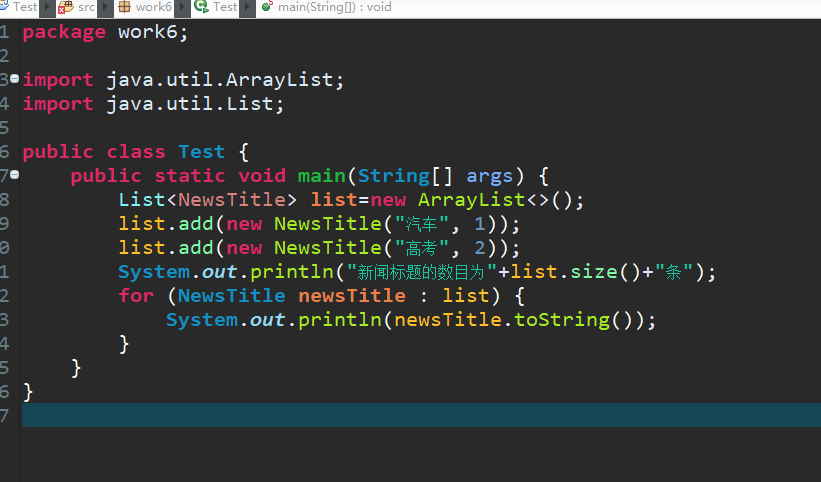 Test src work6 Test main(String[]) : void
1 package work6;
2
3 import java.util.ArrayList;
4 import java.util.List;
5
6 public class Test {
7 public static void main(String[] args) {
8 List<NewsTitle> list=new ArrayList<>();
9 list.add(new NewsTitle("汽车", 1));
0 list.add(new NewsTitle("高考", 2));
1 System.out.println("新闻标题的数目为"+list.size()+"条");
2 for (NewsTitle newsTitle : list) {
3 System.out.println(newsTitle.toString());
4 }
5 }
6 }
7